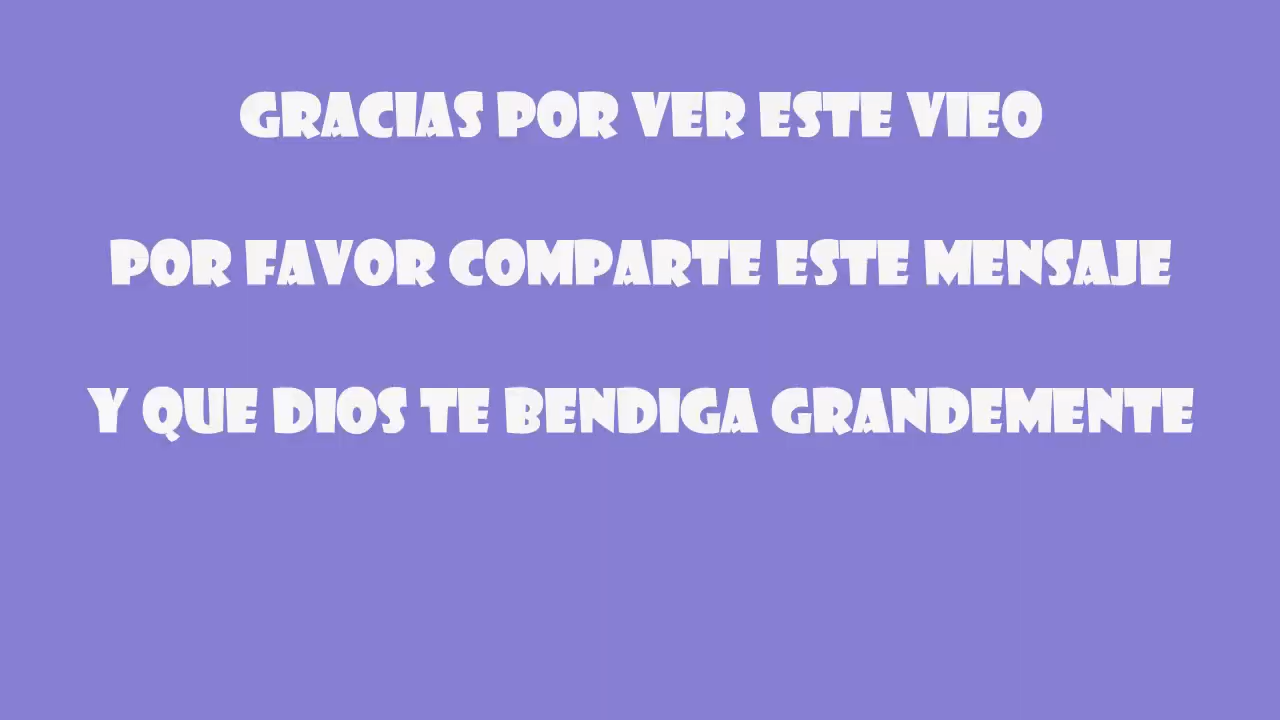 GRACIAS POR VER ESTE VIEO
POR FAVOR COMPARTE ESTE MENSAJE
Y QUE DIOS TE BENDIGA GRANDEMENTE